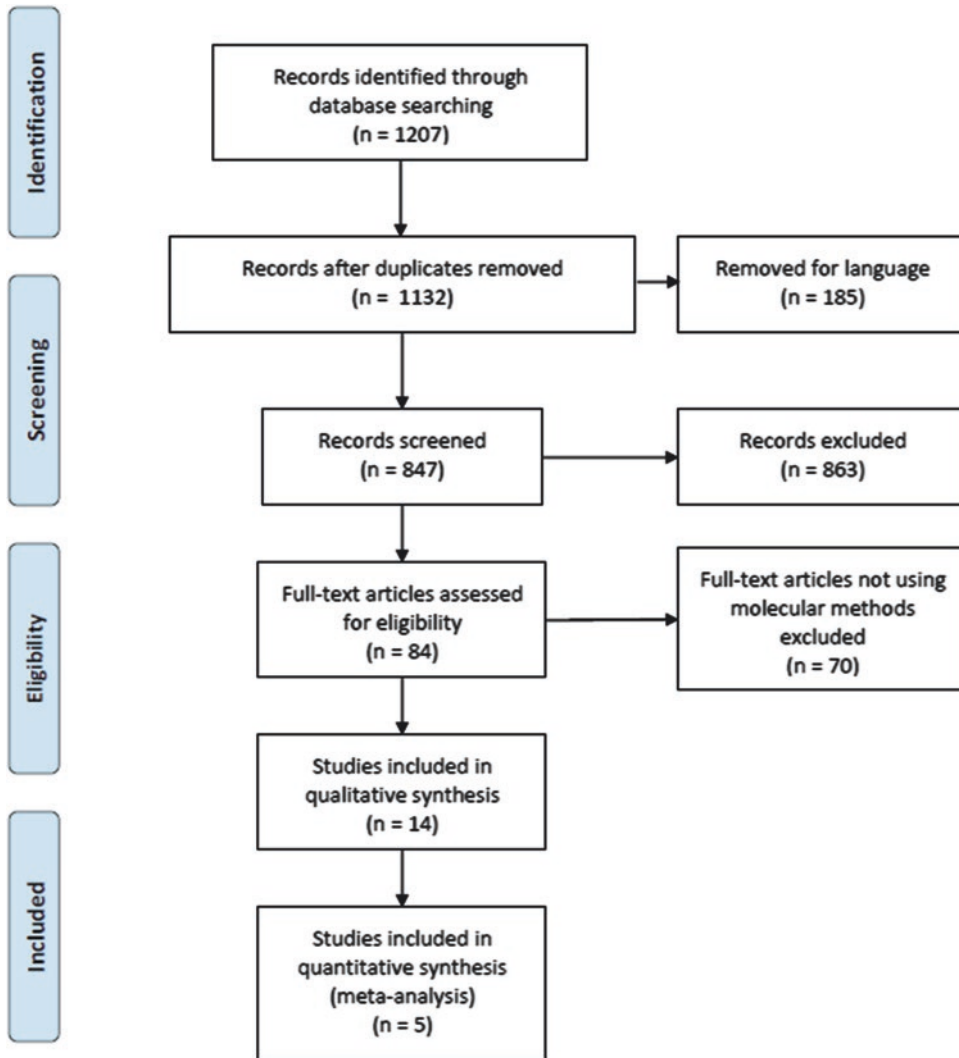 Identification
Records identified through
database searching
(n = 1207)
Records after duplicates removed
(n = 1132)
Removed for language
(n = 185)
Screening
Records screened
(n = 847)
Records excluded
(n = 863)
Eligibility
Full-text articles assessed
for eligibility
(n = 84)
Full-text articles not using
molecular methods
excluded
(n = 70)
Studies included in
qualitative synthesis
(n = 14)
Included
Studies included in
quantitative synthesis
(meta-analysis)
(n = 5)